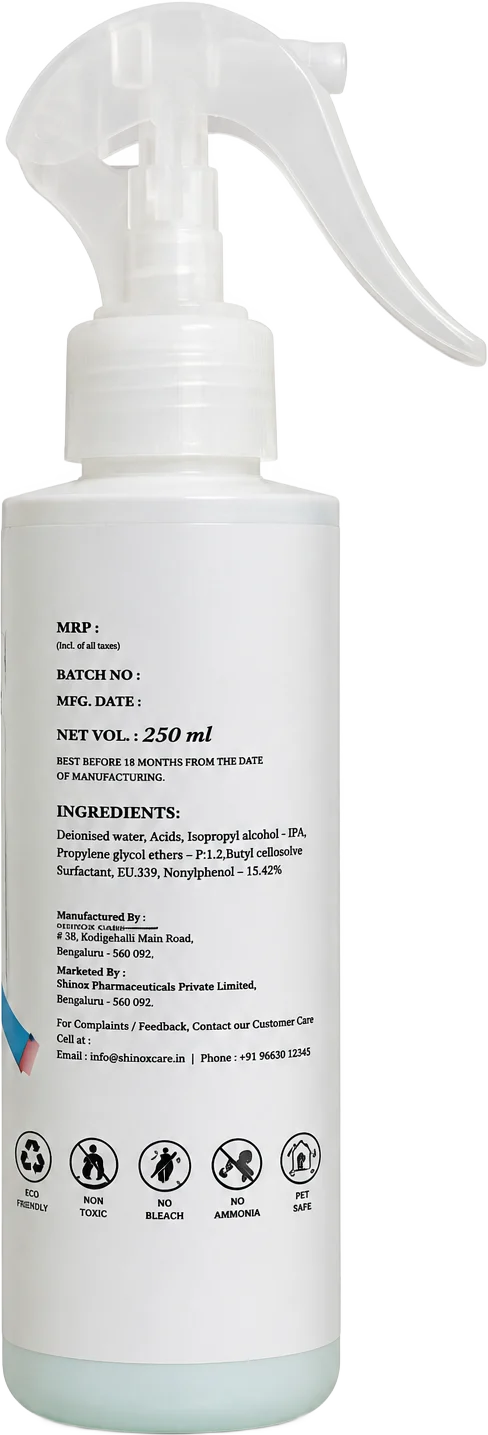 MRP :
(Incl. of all taxes)
BATCH NO :
MFG. DATE :
NET VOL. : 250 ml
BEST BEFORE 18 MONTHS FROM THE DATE
OF MANUFACTURING.
INGREDIENTS:
Deionised water, Acids, Isopropyl alcohol - IPA,
Propylene glycol ethers – P:1.2,Butyl cellosolve
Surfactant, EU.339, Nonylphenol – 15.42%
Manufactured By :
# 38, Kodigehalli Main Road,
Bengaluru - 560 092,
Marketed By :
Shinox Pharmaceuticals Private Limited,
Bengaluru - 560 092.
For Complaints / Feedback, Contact our Customer Care
Cell at :
Email : info@shinoxcare.in | Phone : +91 96630 12345
ECO
FRIENDLY
NON
TOXIC
NO
BLEACH
NO
AMMONIA
PET
SAFE